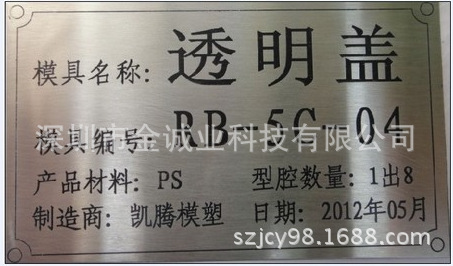 模具名称: 透明盖
模具编号: RB-5C-04
深圳市金诚业科技有限公司
产品材料: PS 型腔数量: 1出8
制造商: 凯腾模塑 日期: 2012年05月
szjcy98.1688.com